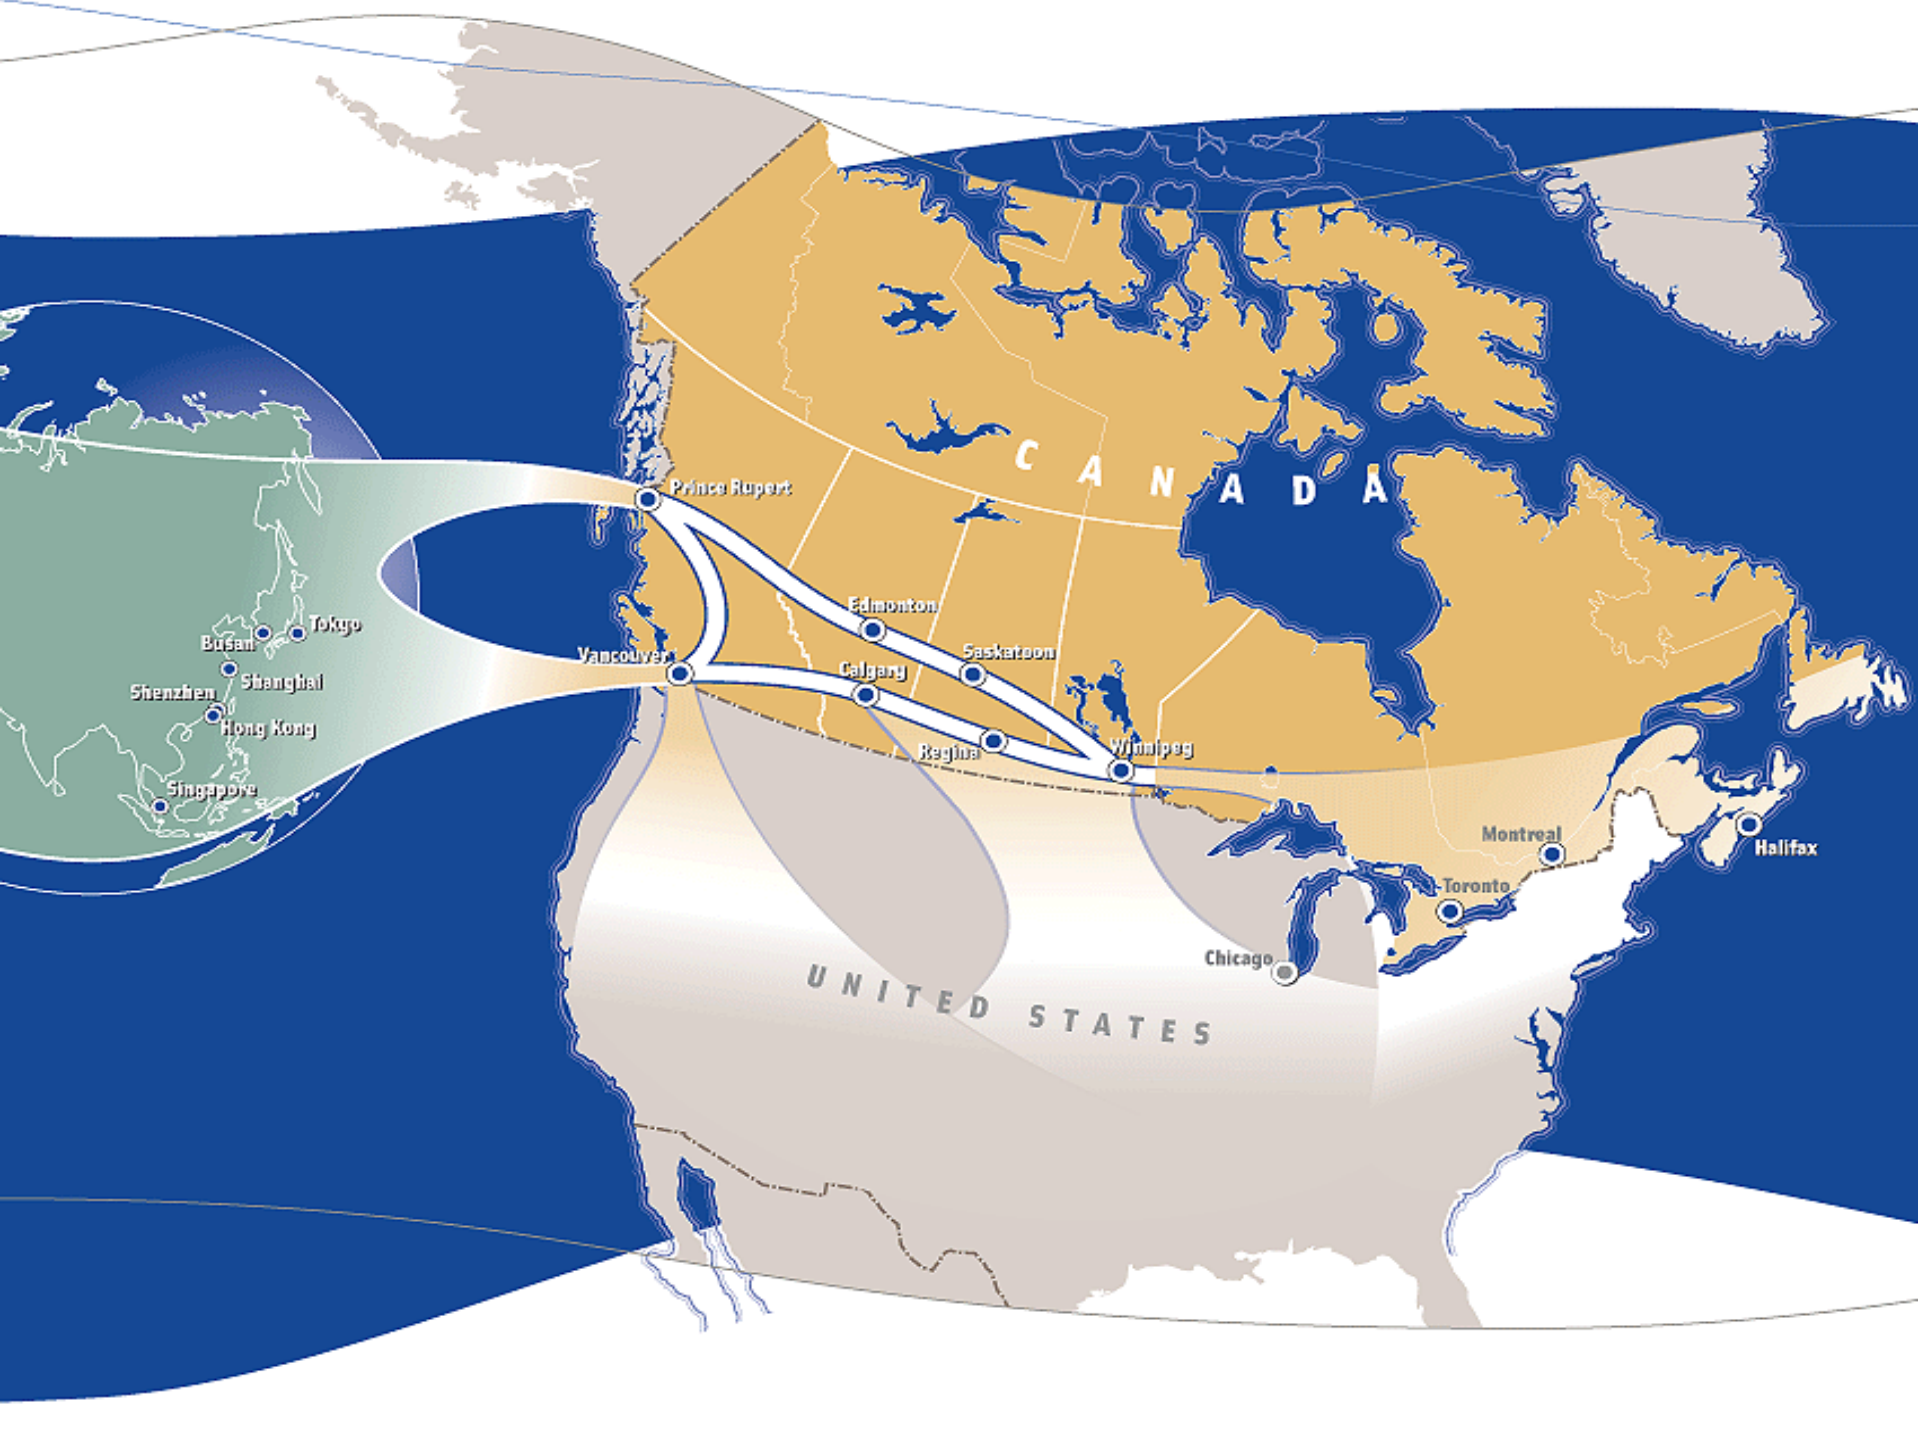 CANADA
Prince Rupert
Edmonton
Tokyo
Busan
Saskatoon
Vancouver
Calgary
Shanghai
Shenzhen
Hong Kong
Regina
Winnipeg
Singapore
Montreal
Halifax
Toronto
Chicago
UNITED STATES